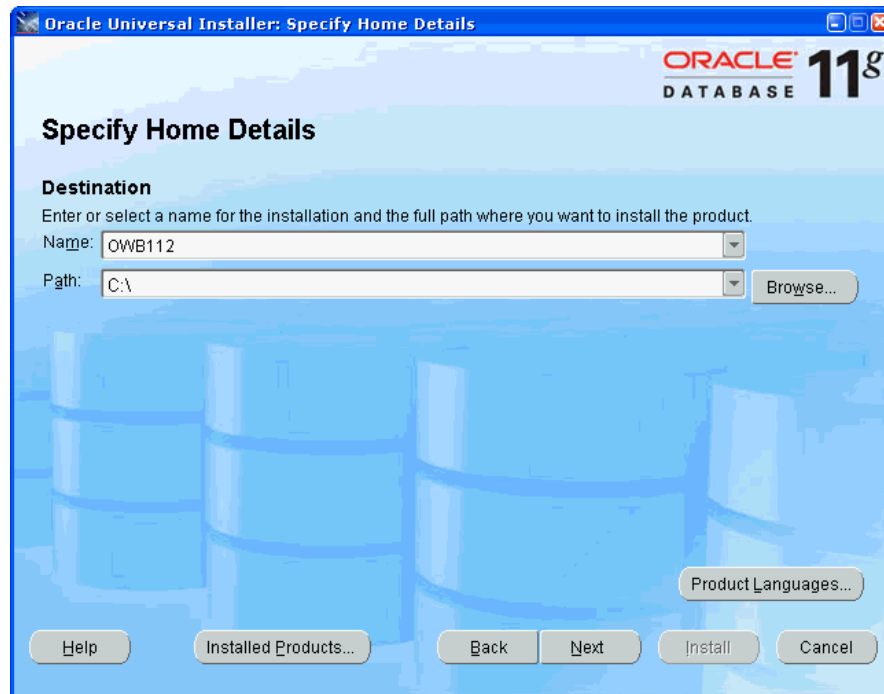 Oracle Universal Installer: Specify Home Details
ORACLE 11g
DATABASE
Specify Home Details
Destination
Enter or select a name for the installation and the full path where you want to install the product.
Name: OWB112
Path: C:\ Browse...
Product Languages...
Help Installed Products... Back Next Install Cancel